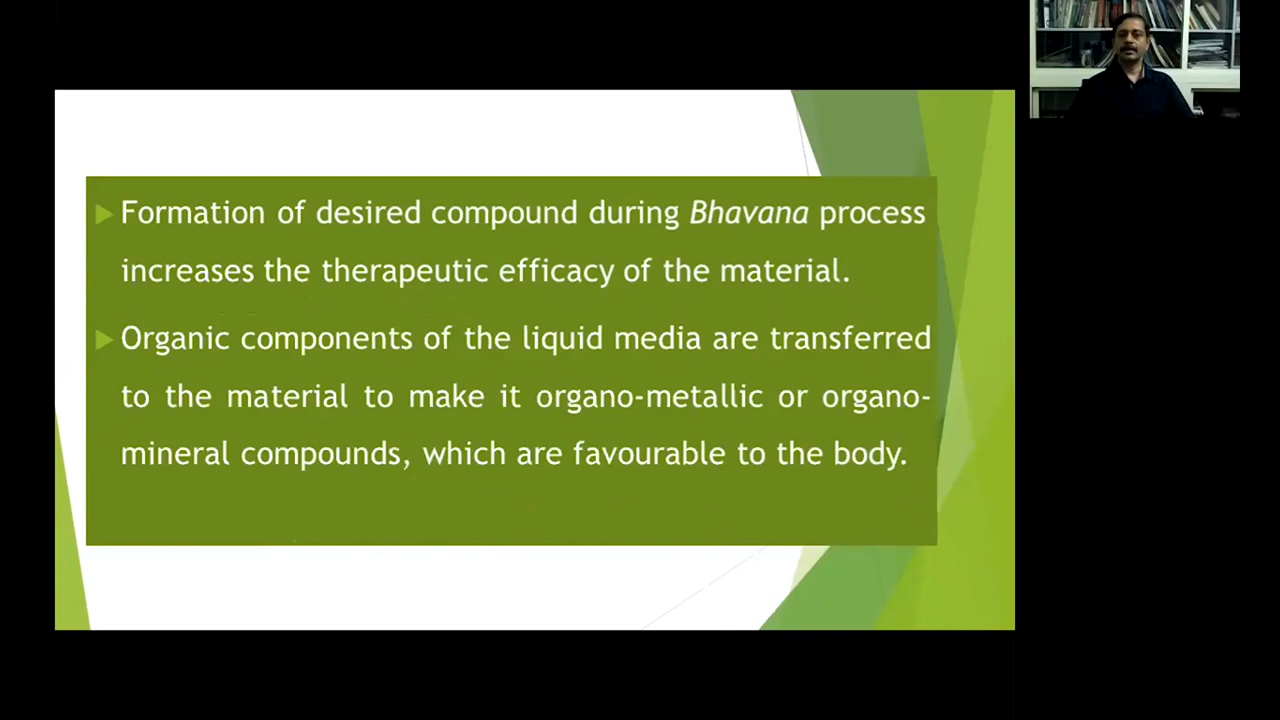 Formation of desired compound during Bhavana process
increases the therapeutic efficacy of the material.
Organic components of the liquid media are transferred
to the material to make it organo-metallic or organo-
mineral compounds, which are favourable to the body.